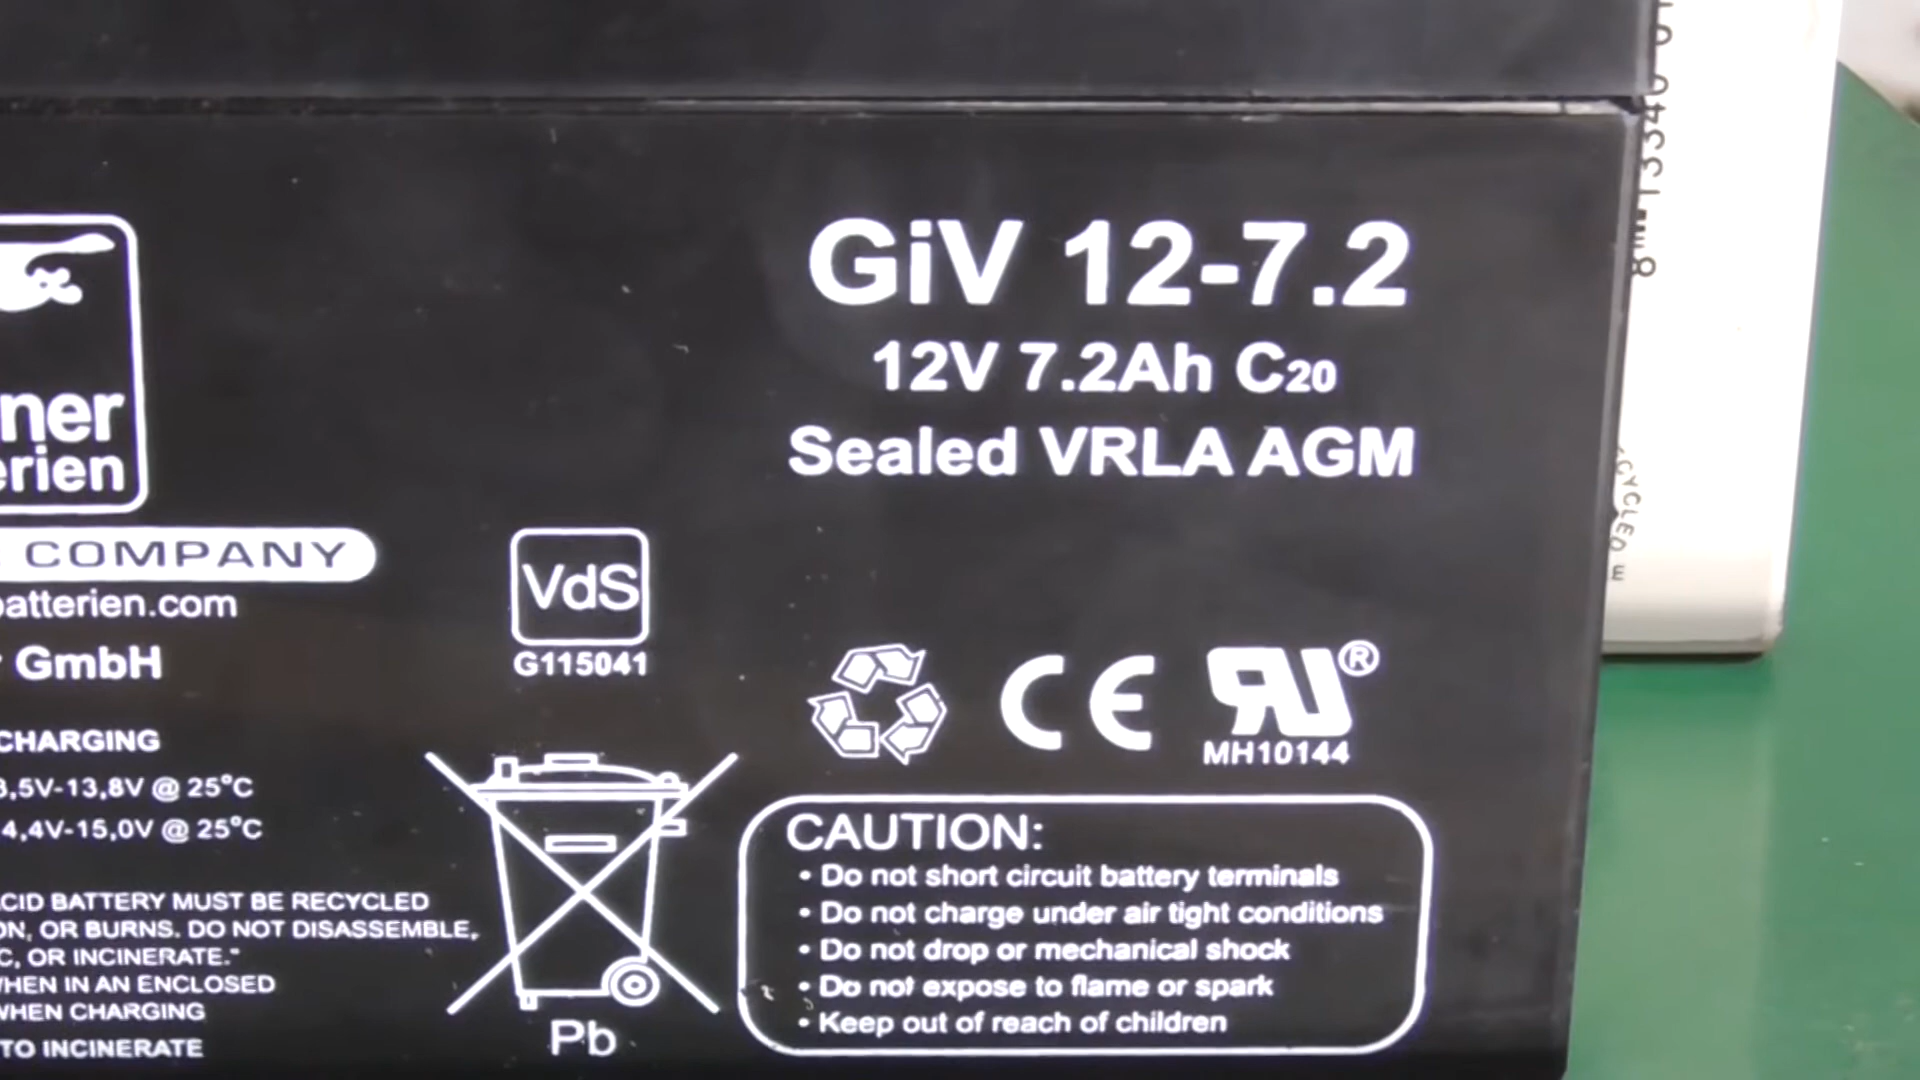 GiV 12-7.2
12V 7.2Ah C20
Sealed VRLA AGM
ner
erien
COMPANY
batterien.com
GmbH
VdS
G115041
CE
RU®
MH10144
CHARGING
3,5V-13,8V @ 25°C
4,4V-15,0V @ 25°C
CID BATTERY MUST BE RECYCLED
ON, OR BURNS. DO NOT DISASSEMBLE,
C, OR INCINERATE."
WHEN IN AN ENCLOSED
WHEN CHARGING
TO INCINERATE
Pb
CAUTION:
• Do not short circuit battery terminals
• Do not charge under air tight conditions
• Do not drop or mechanical shock
• Do not expose to flame or spark
• Keep out of reach of children